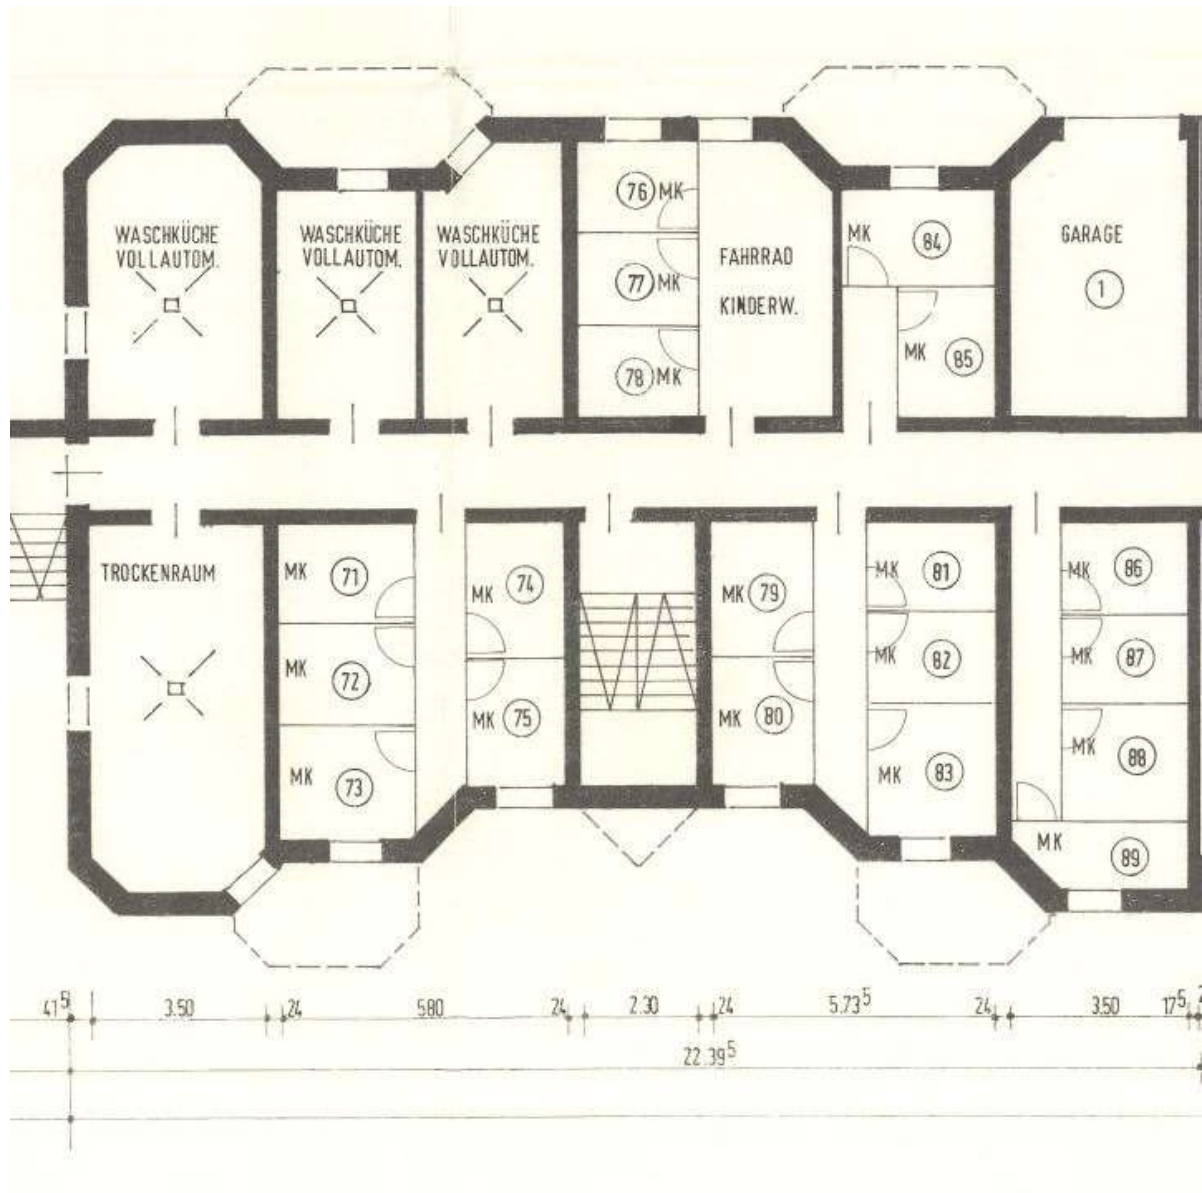 WASCHKÜCHE
VOLLAUTOM.
WASCHKÜCHE
VOLLAUTOM.
WASCHKÜCHE
VOLLAUTOM.
76 MK
77 MK
78 MK
FAHRRAD
KINDERW.
MK 84
MK 85
GARAGE
1
TROCKENRAUM
MK 71
MK 72
MK 73
MK 74
MK 75
MK 79
MK 80
MK 81
MK 82
MK 83
MK 86
MK 87
MK 88
MK 89
41⁵ 3.50 24 580 24 2.30 24 5.73⁵ 24 3.50 17⁵
22.39⁵